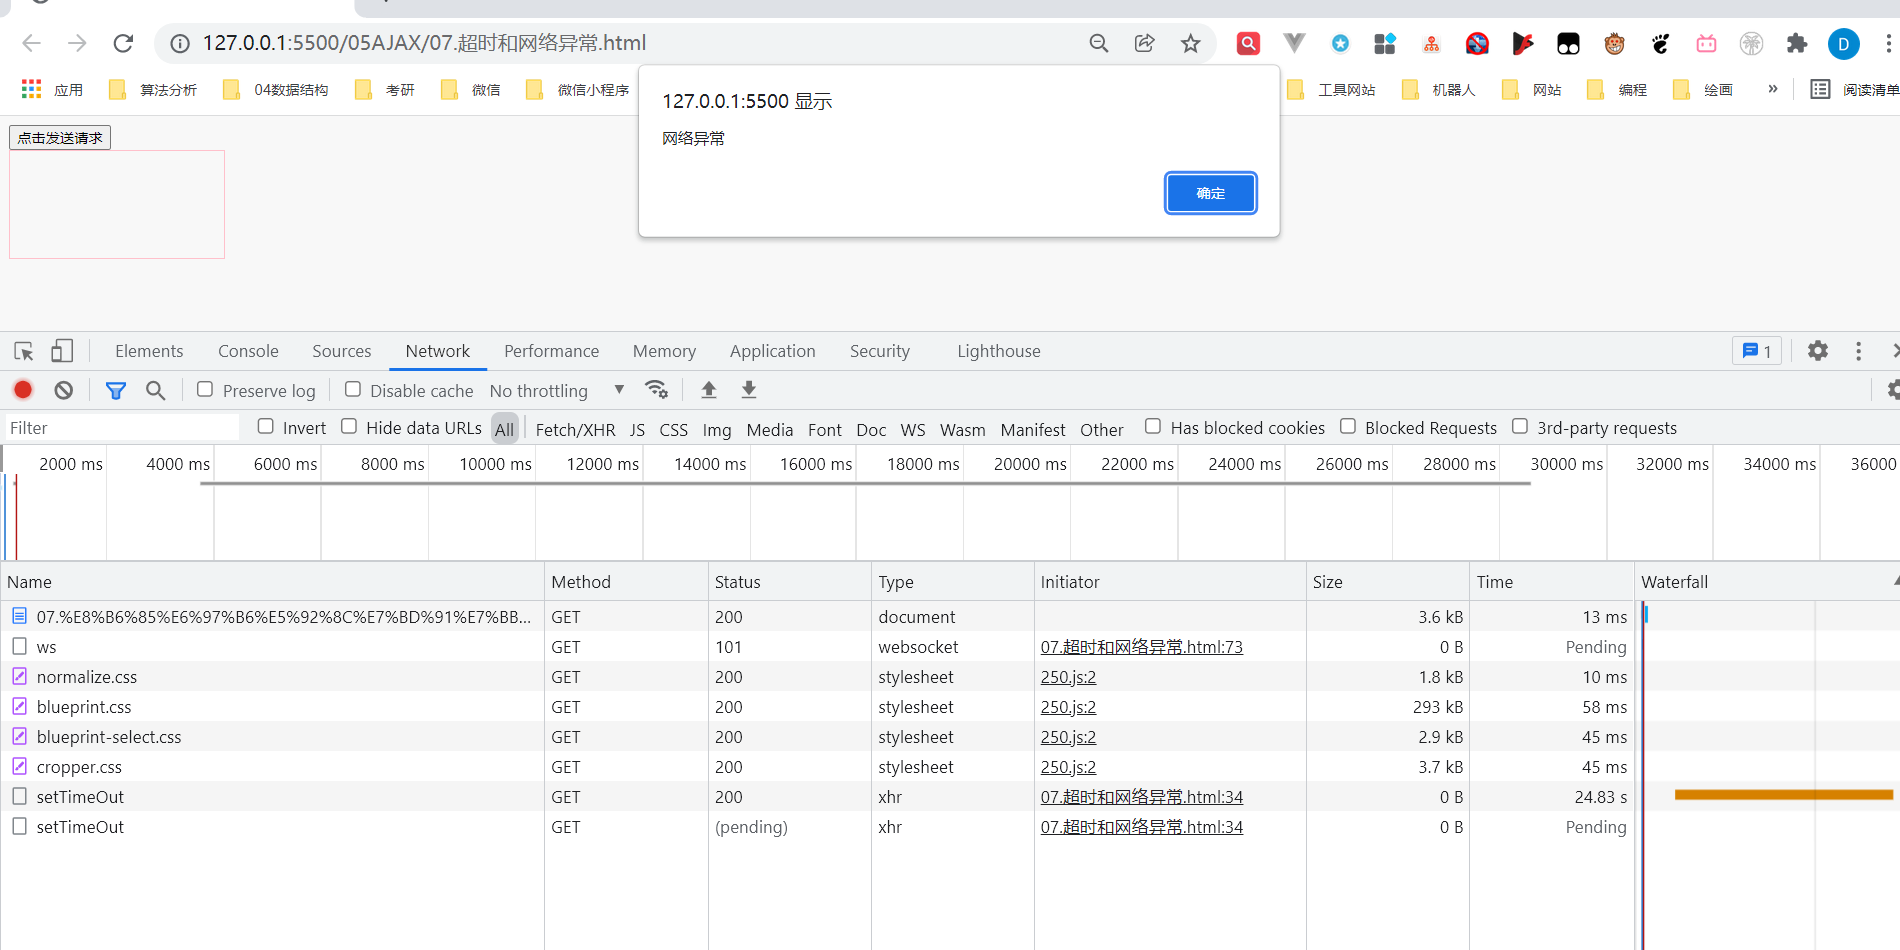 127.0.0.1:5500/05AJAX/07.超时和网络异常.html
D
应用 算法分析 04数据结构 考研 微信 微信小程序 工具网站 机器人 网站 编程 绘画 » 阅读清单
127.0.0.1:5500 显示
网络异常
确定
点击发送请求
Elements Console Sources Network Performance Memory Application Security Lighthouse 1
Preserve log Disable cache No throttling
Filter Invert Hide data URLs All Fetch/XHR JS CSS Img Media Font Doc WS Wasm Manifest Other Has blocked cookies Blocked Requests 3rd-party requests
2000 ms 4000 ms 6000 ms 8000 ms 10000 ms 12000 ms 14000 ms 16000 ms 18000 ms 20000 ms 22000 ms 24000 ms 26000 ms 28000 ms 30000 ms 32000 ms 34000 ms 36000
Name Method Status Type Initiator Size Time Waterfall
07.%E8%B6%85%E6%97%B6%E5%92%8C%E7%BD%91%E7%BB... GET 200 document 3.6 kB 13 ms
ws GET 101 websocket 07.超时和网络异常.html:73 0 B Pending
normalize.css GET 200 stylesheet 250.js:2 1.8 kB 10 ms
blueprint.css GET 200 stylesheet 250.js:2 293 kB 58 ms
blueprint-select.css GET 200 stylesheet 250.js:2 2.9 kB 45 ms
cropper.css GET 200 stylesheet 250.js:2 3.7 kB 45 ms
setTimeOut GET 200 xhr 07.超时和网络异常.html:34 0 B 24.83 s
setTimeOut GET (pending) xhr 07.超时和网络异常.html:34 0 B Pending